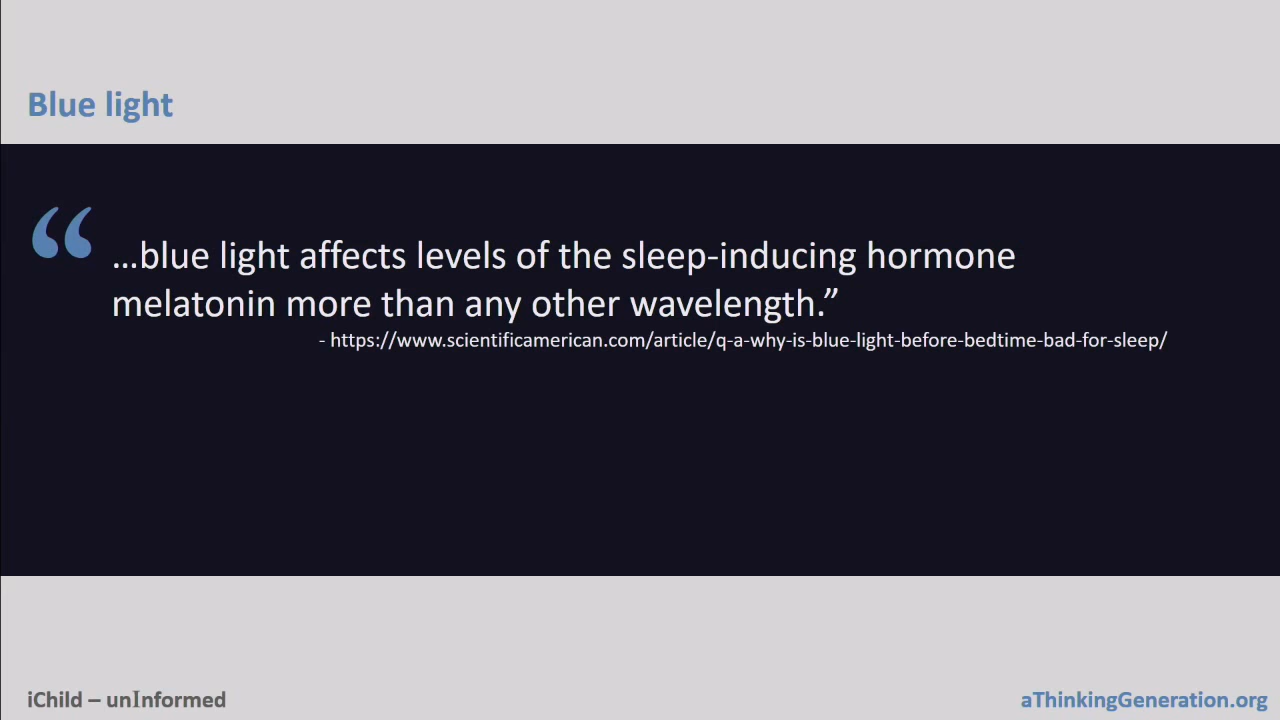 Blue light
“ …blue light affects levels of the sleep-inducing hormone
melatonin more than any other wavelength.”
- https://www.scientificamerican.com/article/q-a-why-is-blue-light-before-bedtime-bad-for-sleep/
iChild – unInformed
aThinkingGeneration.org